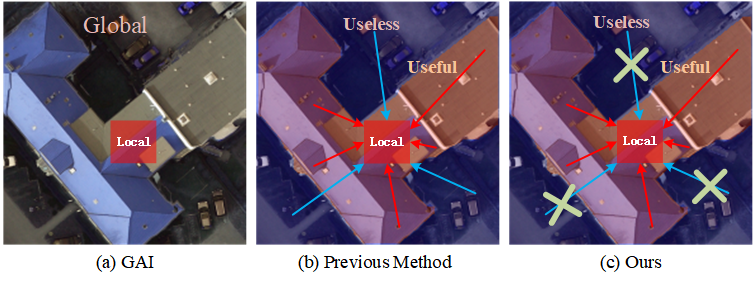 Global
Local
(a) GAI
Useless
Useful
Local
(b) Previous Method
Useless
Useful
Local
(c) Ours